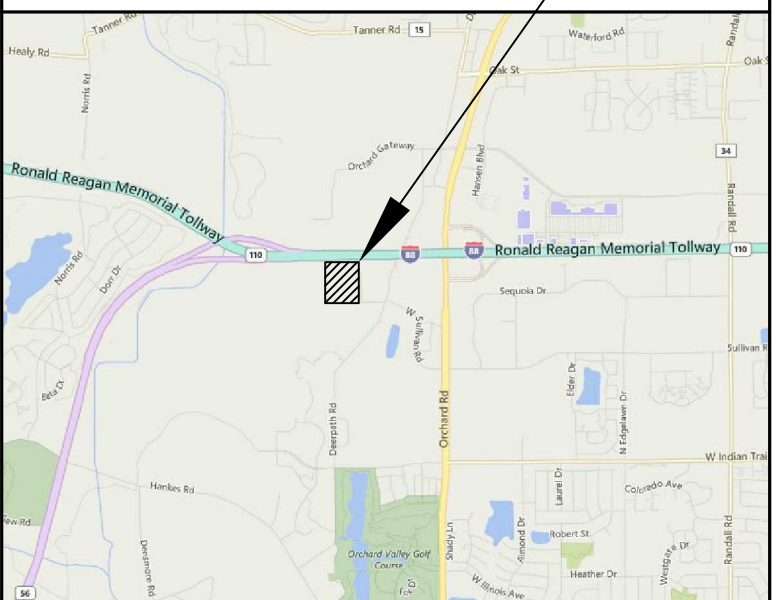 Tanner Rd
Tanner Rd
15
Waterford Rd
Healy Rd
Oak St
Norris Rd
Orchard Gateway
Hansen Blvd
34
Randall Rd
Ronald Reagan Memorial Tollway
110
88
88
Ronald Reagan Memorial Tollway
110
Norris Rd
Dorr Dr
Sequoia Dr
W Sullivan Rd
Elder Dr
N Edgelawn Dr
Beta Dr
Deerpath Rd
Orchard Rd
W Indian Trai
Hankes Rd
Laurel Dr
Colorado Ave
Shady Ln
Almond Dr
Robert St
Westgate Dr
Randall Rd
Densmore Rd
Orchard Valley Golf
Course
Heather Dr
W Illinois Ave
56